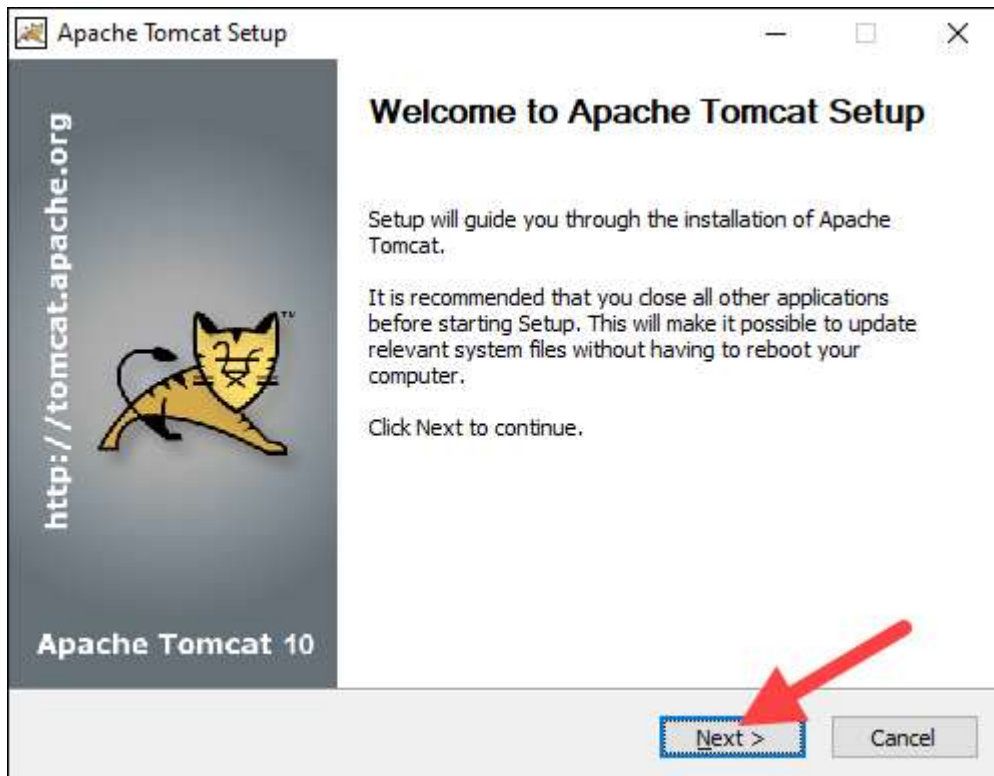 Apache Tomcat Setup
http://tomcat.apache.org
Apache Tomcat 10
Welcome to Apache Tomcat Setup
Setup will guide you through the installation of Apache
Tomcat.
It is recommended that you close all other applications
before starting Setup. This will make it possible to update
relevant system files without having to reboot your
computer.
Click Next to continue.
TM
Next >
Cancel